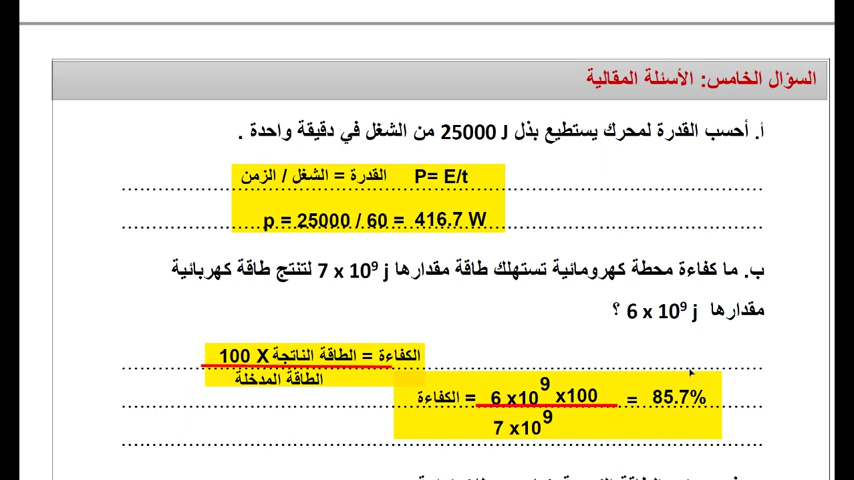 السؤال الخامس: الأسئلة المقالية
أ. أحسب القدرة لمحرك يستطيع بذل 25000 J من الشغل في دقيقة واحدة .
القدرة = الشغل / الزمن P= E/t
p = 25000 / 60 = 416.7 W
ب. ما كفاءة محطة كهرومائية تستهلك طاقة مقدارها 7 x 10⁹ j لتنتج طاقة كهربائية
مقدارها 6 x 10⁹ j ؟
الكفاءة = الطاقة الناتجة X 100
الطاقة المدخلة
الكفاءة = 6 x10⁹ x100 = 85.7%
7 x10⁹